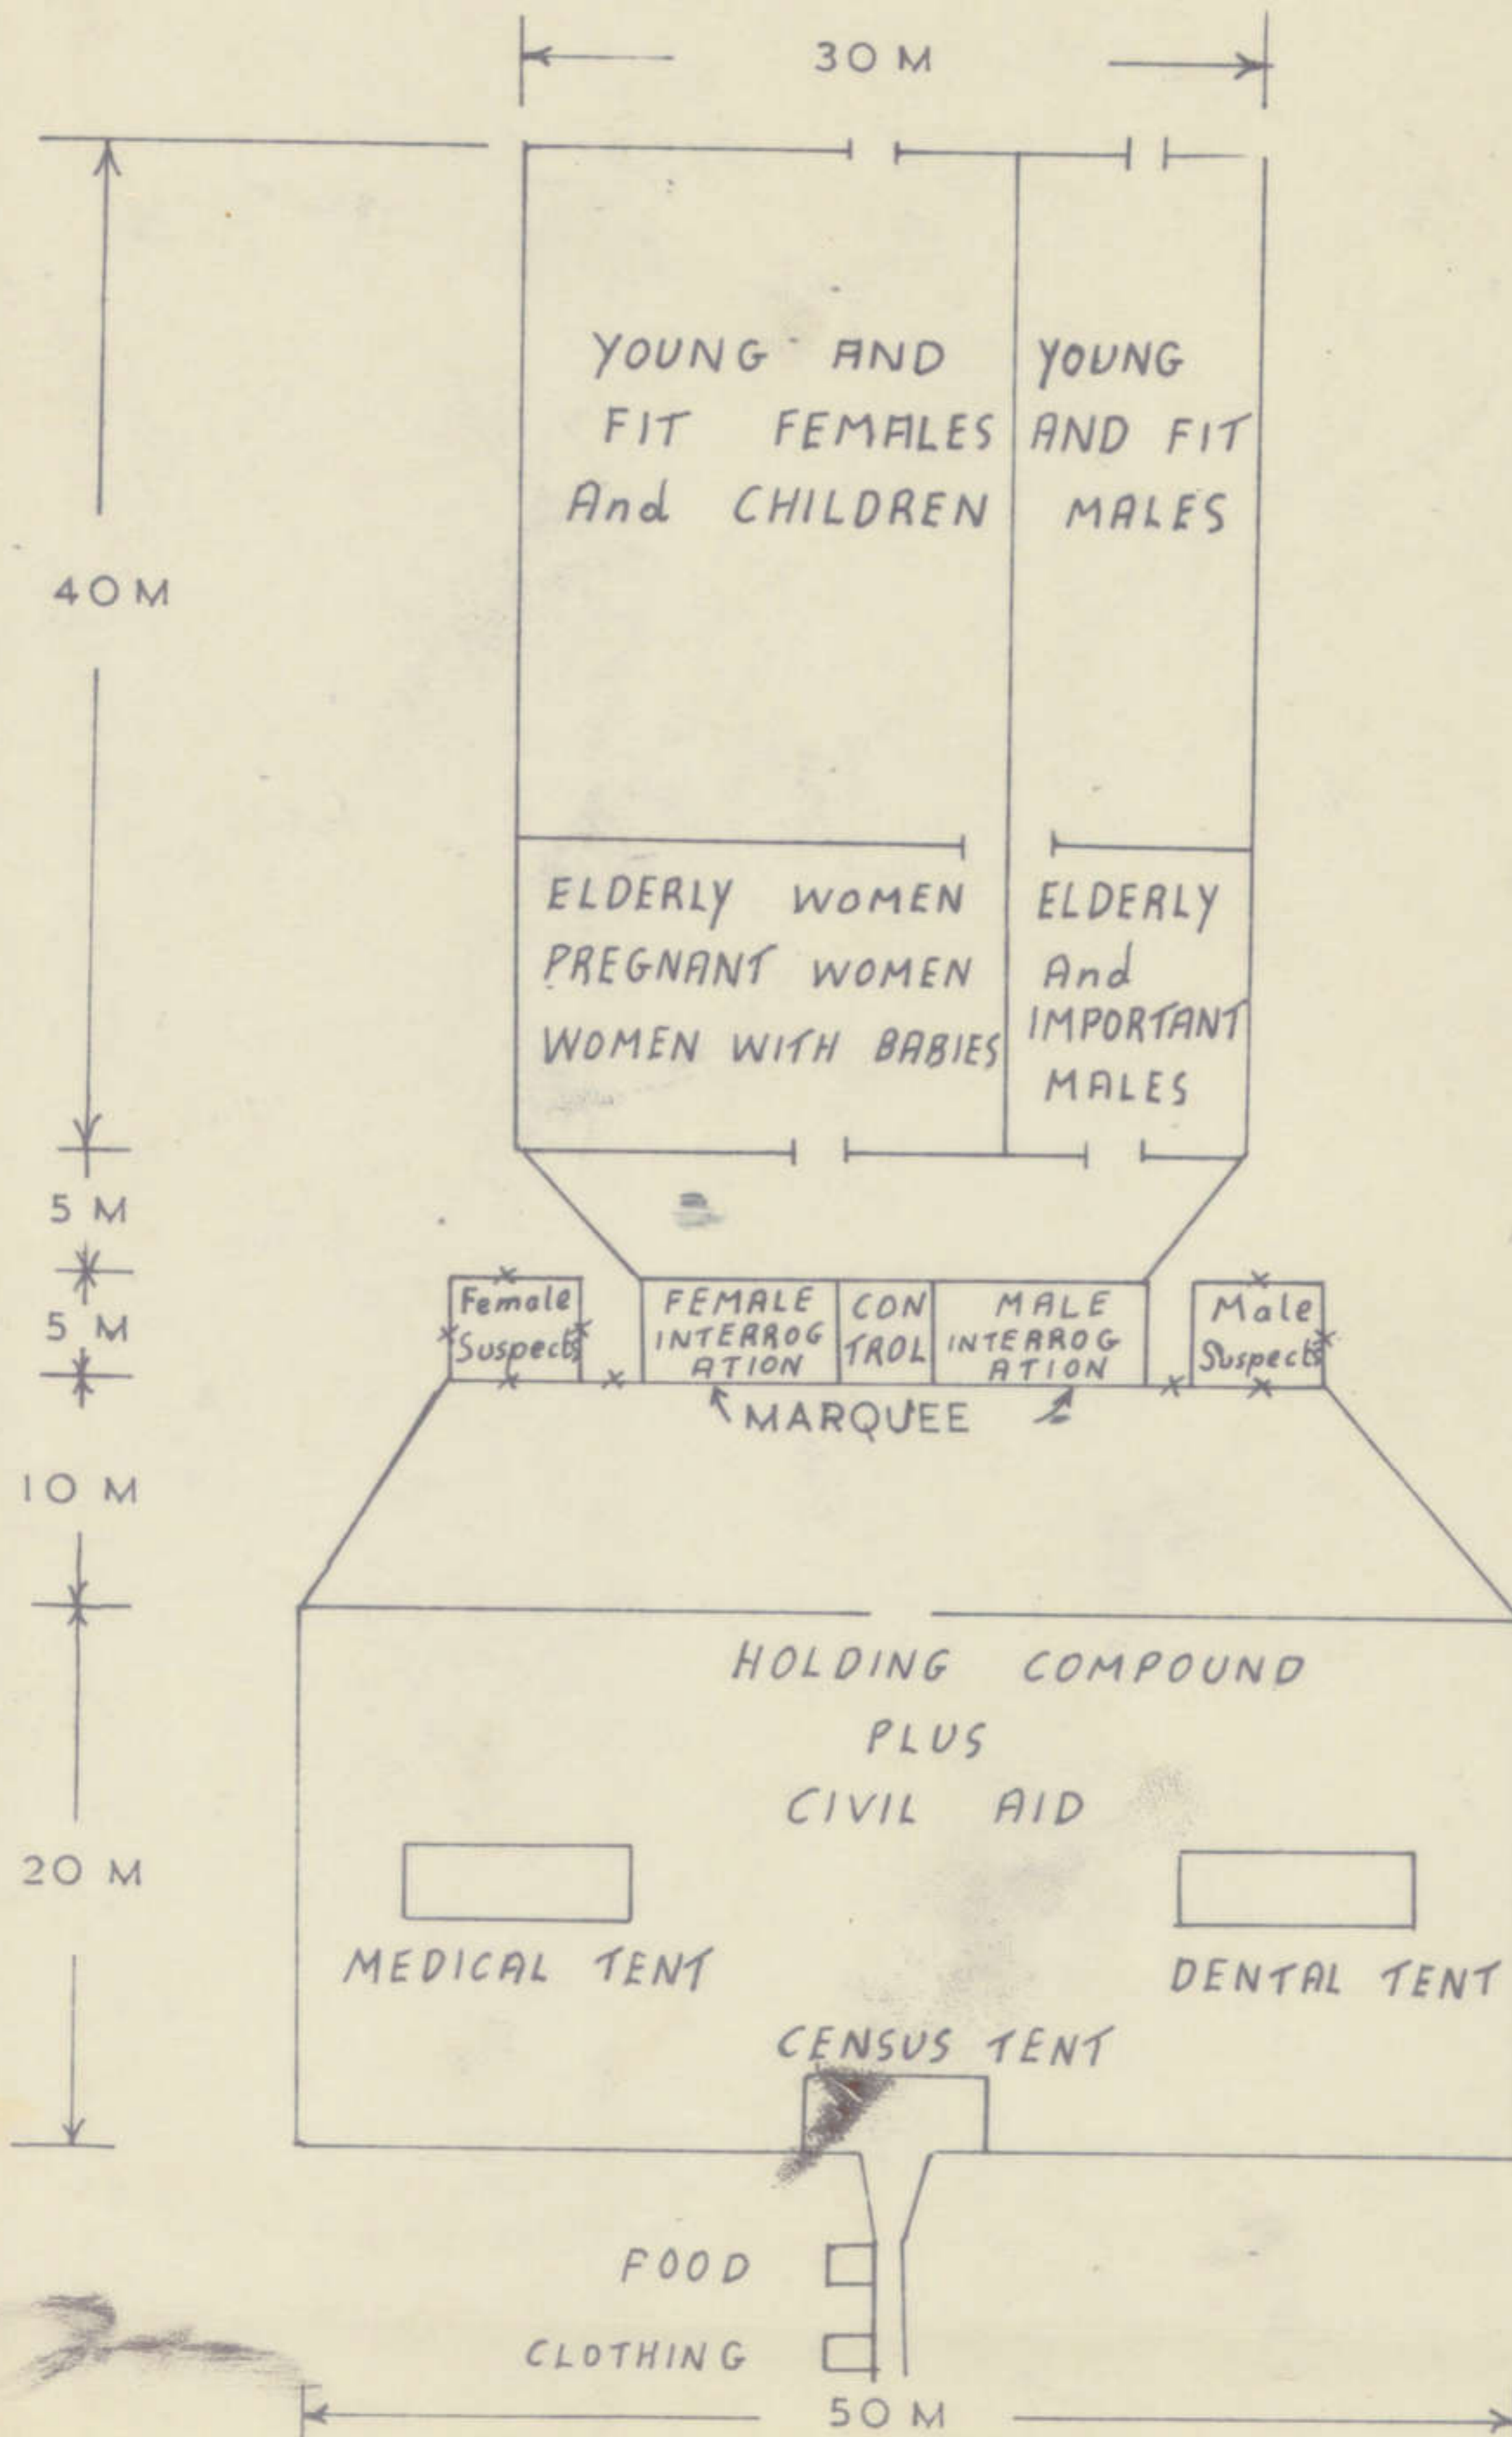 30 M
40 M
YOUNG AND
FIT FEMALES
And CHILDREN
YOUNG
AND FIT
MALES
ELDERLY WOMEN
PREGNANT WOMEN
WOMEN WITH BABIES
ELDERLY
And
IMPORTANT
MALES
5 M
5 M
Female
Suspects
FEMALE
INTERROG
ATION
CON
TROL
MALE
INTERROG
ATION
Male
Suspects
MARQUEE
10 M
HOLDING COMPOUND
PLUS
CIVIL AID
20 M
MEDICAL TENT
DENTAL TENT
CENSUS TENT
FOOD
CLOTHING
50 M